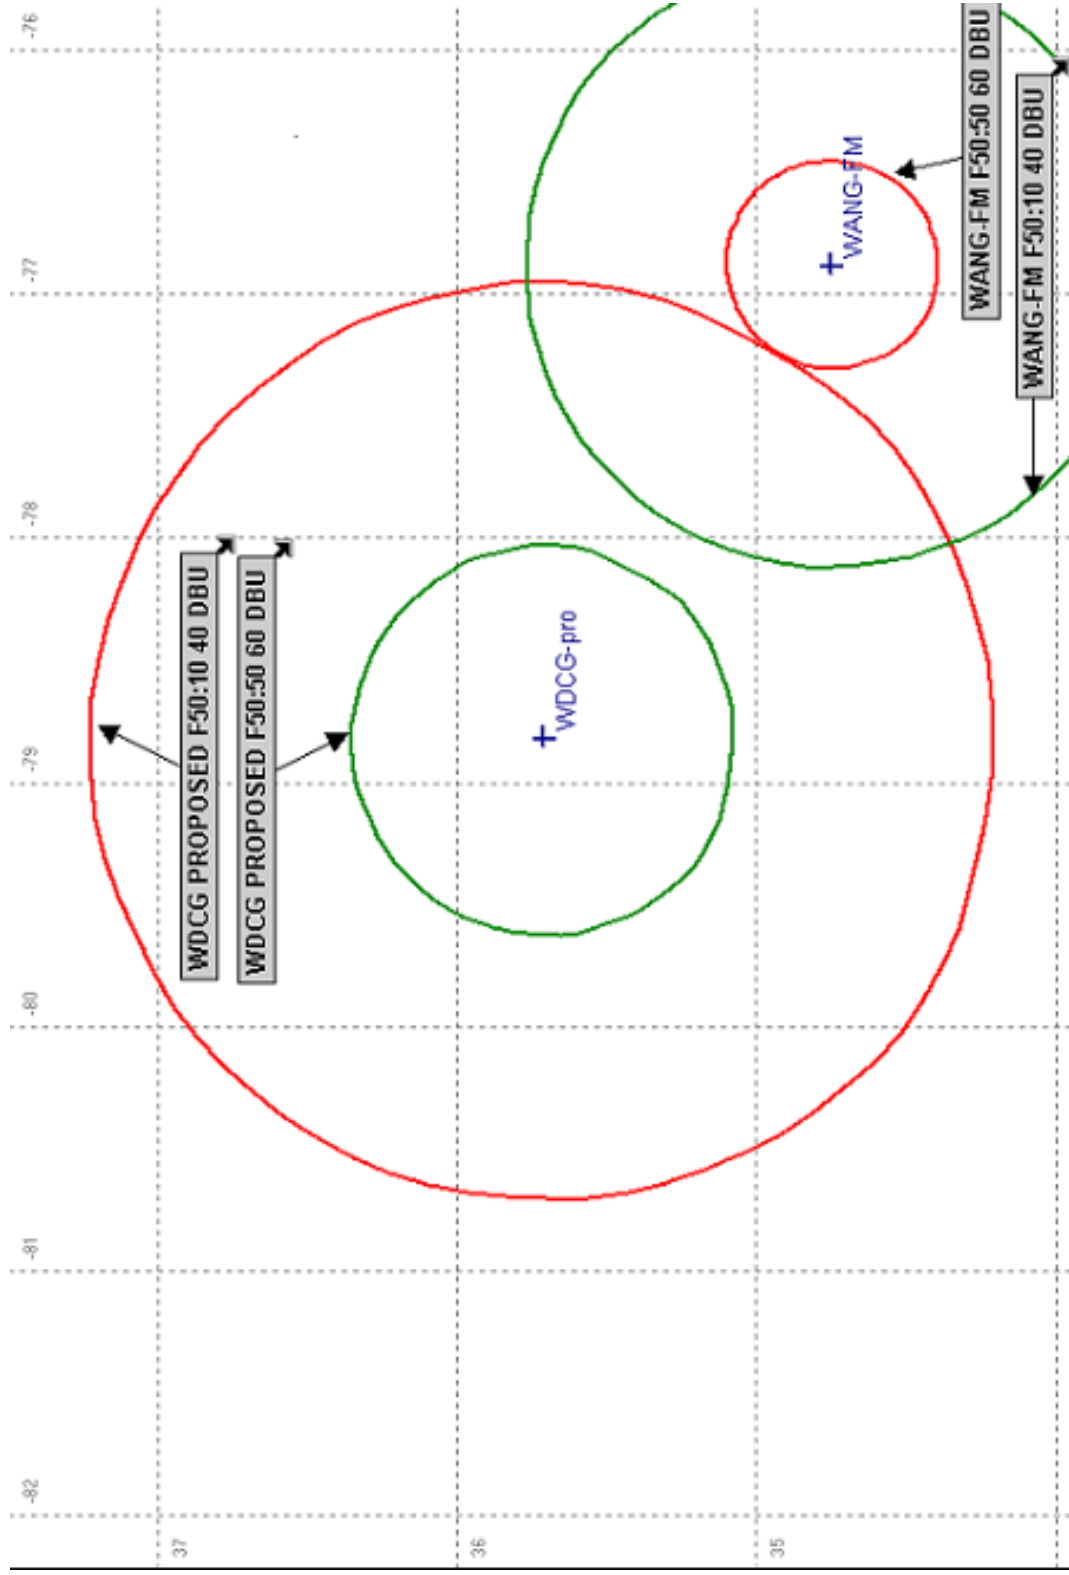 -82
-81
-80
-79
-78
-77
-76
37
36
35
WDCG PROPOSED F50:10 40 DBU
WDCG PROPOSED F50:50 60 DBU
WDCG-pro
WANG-FM
WANG-FM F50:50 60 DBU
WANG-FM F50:10 40 DBU